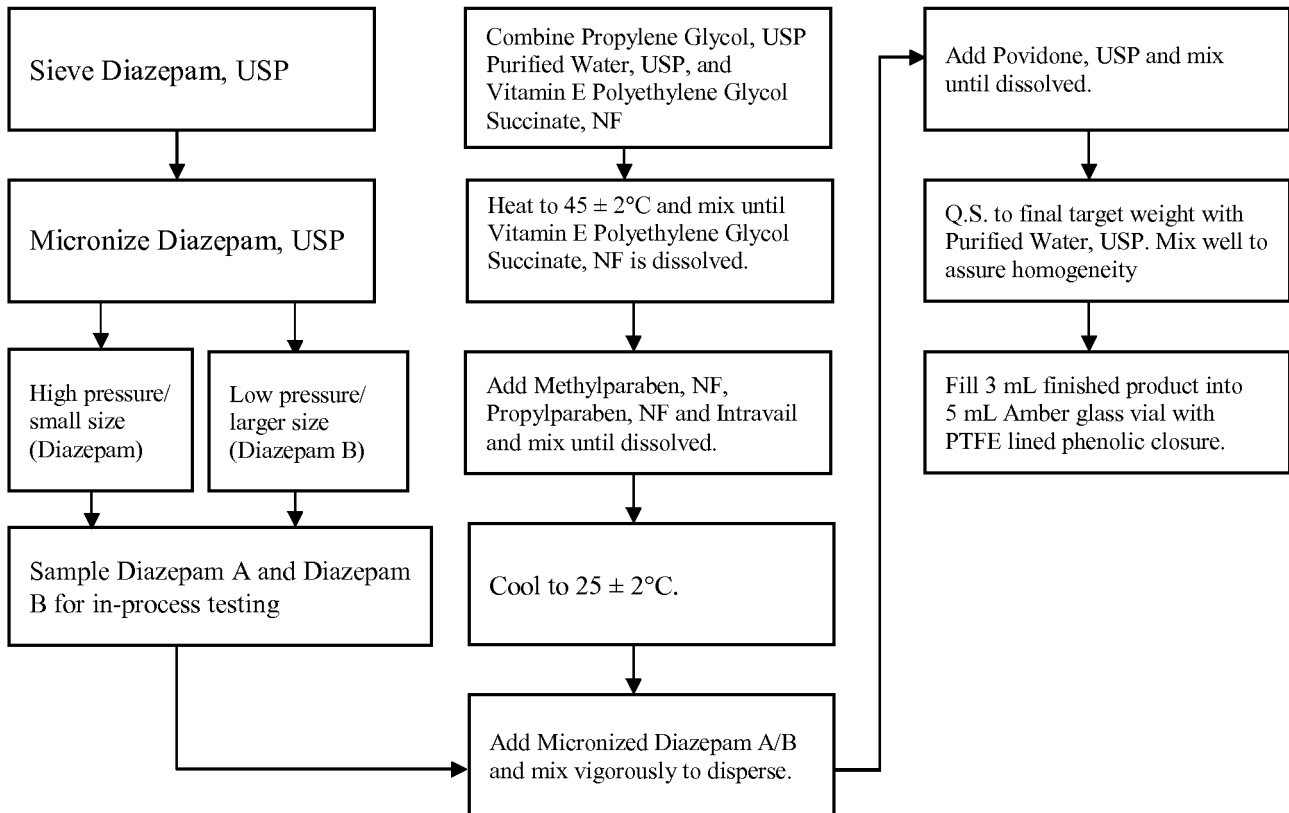 Sieve Diazepam, USP
Micronize Diazepam, USP
High pressure/
small size
(Diazepam)
Low pressure/
larger size
(Diazepam B)
Sample Diazepam A and Diazepam
B for in-process testing
Combine Propylene Glycol, USP
Purified Water, USP, and
Vitamin E Polyethylene Glycol
Succinate, NF
Heat to 45 ± 2°C and mix until
Vitamin E Polyethylene Glycol
Succinate, NF is dissolved.
Add Methylparaben, NF,
Propylparaben, NF and Intravail
and mix until dissolved.
Cool to 25 ± 2°C.
Add Micronized Diazepam A/B
and mix vigorously to disperse.
Add Povidone, USP and mix
until dissolved.
Q.S. to final target weight with
Purified Water, USP. Mix well to
assure homogeneity
Fill 3 mL finished product into
5 mL Amber glass vial with
PTFE lined phenolic closure.